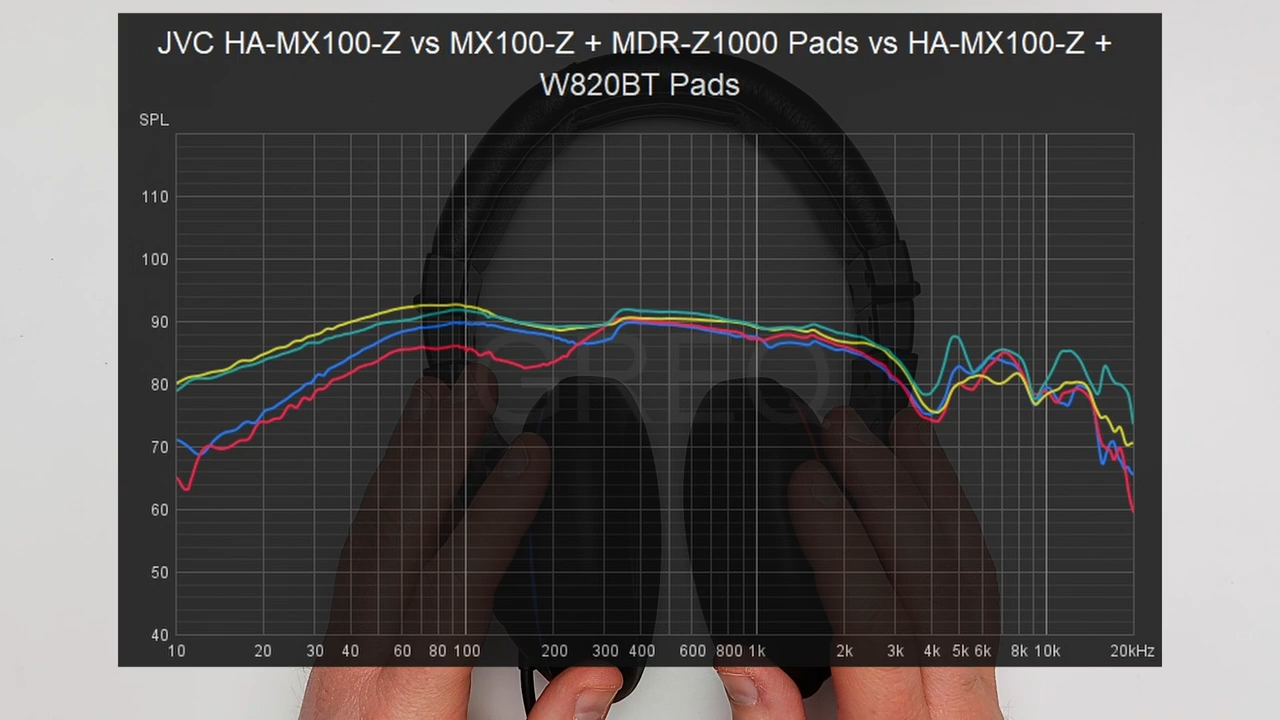 JVC HA-MX100-Z vs MX100-Z + MDR-Z1000 Pads vs HA-MX100-Z +
W820BT Pads
SPL
110
100
90
80
70
60
50
40
10 20 30 40 60 80 100 200 300 400 600 800 1k 2k 3k 4k 5k 6k 8k 10k 20kHz